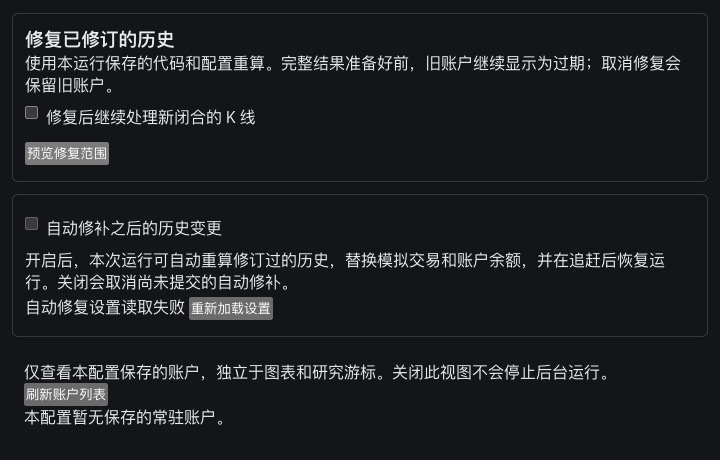 修复已修订的历史
使用本运行保存的代码和配置重算。完整结果准备好前，旧账户继续显示为过期；取消修复会
保留旧账户。
修复后继续处理新闭合的 K 线
预览修复范围
自动修补之后的历史变更
开启后，本次运行可自动重算修订过的历史，替换模拟交易和账户余额，并在追赶后恢复运
行。关闭会取消尚未提交的自动修补。
自动修复设置读取失败 重新加载设置
仅查看本配置保存的账户，独立于图表和研究游标。关闭此视图不会停止后台运行。
刷新账户列表
本配置暂无保存的常驻账户。